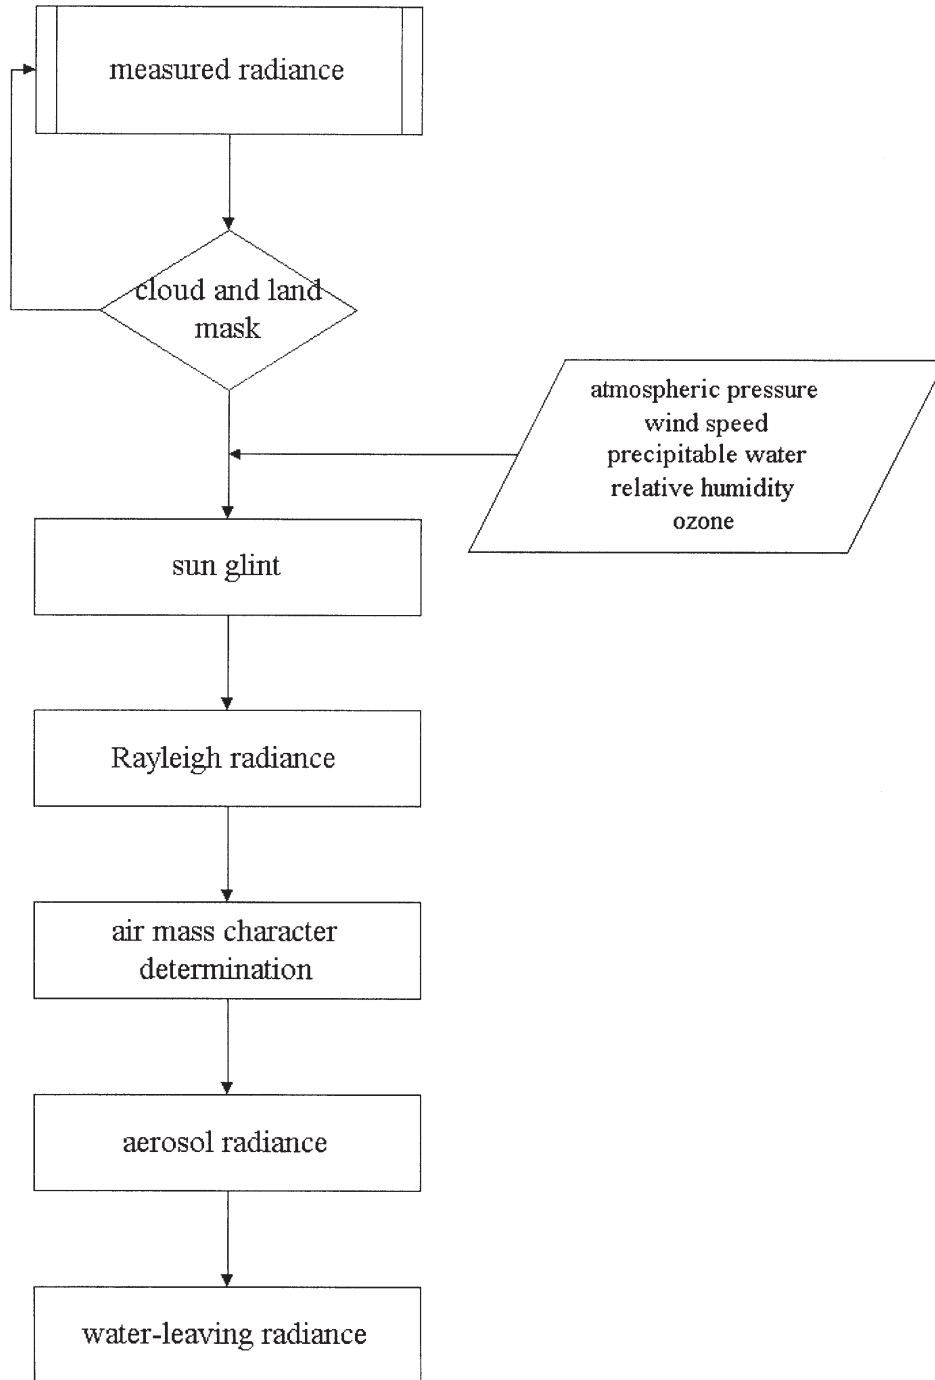 measured radiance
cloud and land
mask
atmospheric pressure
wind speed
precipitable water
relative humidity
ozone
sun glint
Rayleigh radiance
air mass character
determination
aerosol radiance
water-leaving radiance